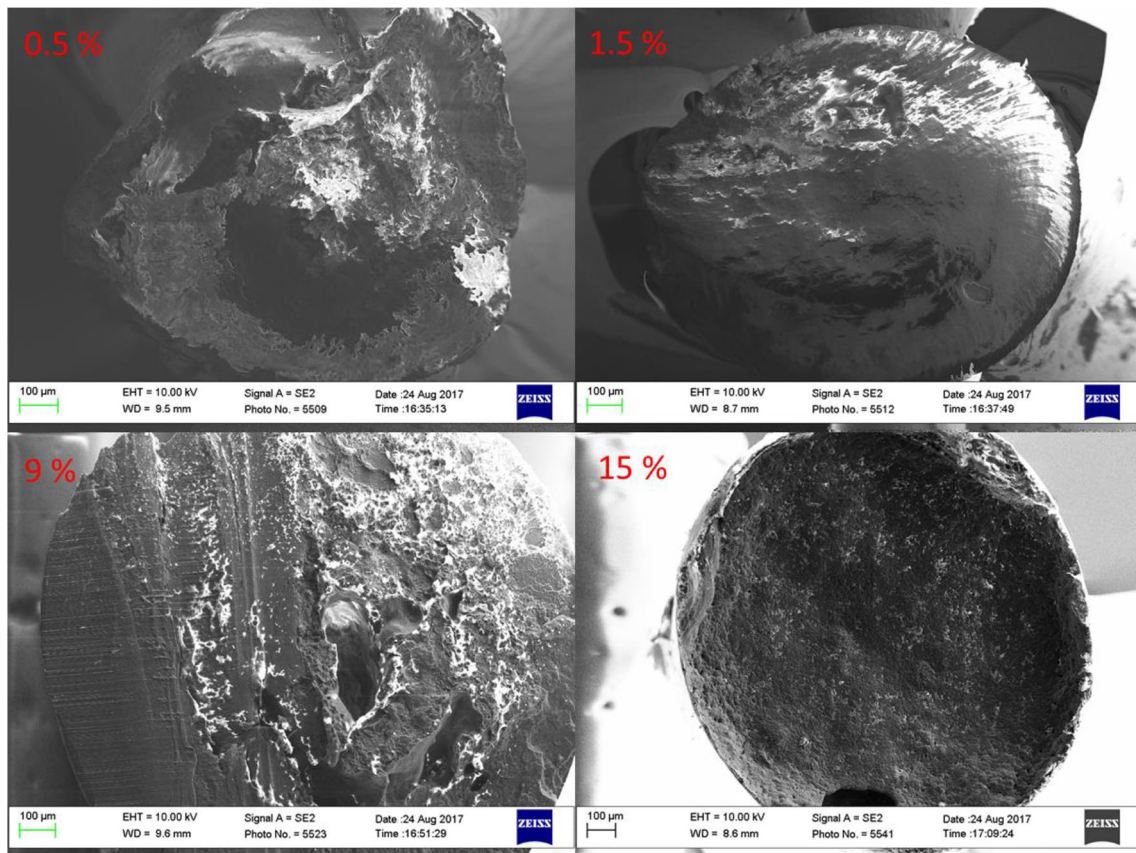 0.5 %
1.5 %
100 µm
EHT = 10.00 kV Signal A = SE2 Date :24 Aug 2017
WD = 9.5 mm Photo No. = 5509 Time :16:35:13
ZEISS
100 µm
EHT = 10.00 kV Signal A = SE2 Date :24 Aug 2017
WD = 8.7 mm Photo No. = 5512 Time :16:37:49
ZEISS
9 %
15 %
100 µm
EHT = 10.00 kV Signal A = SE2 Date :24 Aug 2017
WD = 9.6 mm Photo No. = 5523 Time :16:51:29
ZEISS
100 µm
EHT = 10.00 kV Signal A = SE2 Date :24 Aug 2017
WD = 8.6 mm Photo No. = 5541 Time :17:09:24
ZEISS